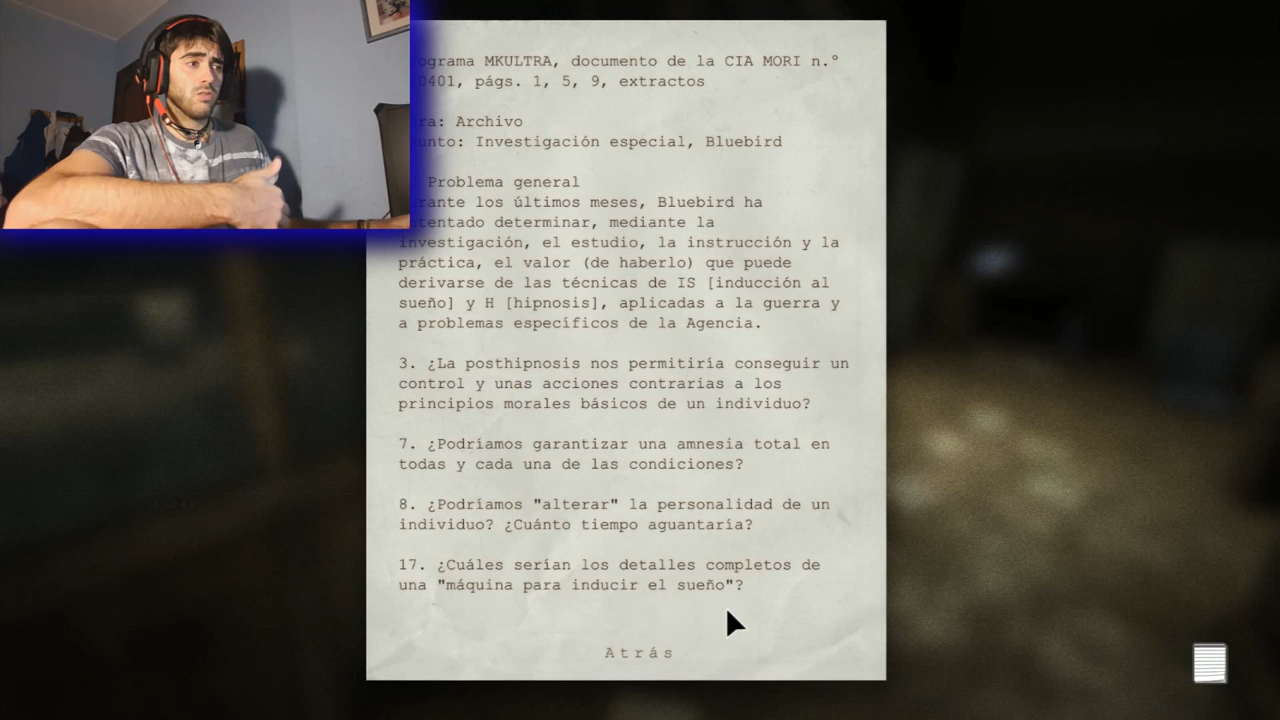 ograma MKULTRA, documento de la CIA MORI n.º
0401, págs. 1, 5, 9, extractos
ra: Archivo
unto: Investigación especial, Bluebird
Problema general
rante los últimos meses, Bluebird ha
tentado determinar, mediante la
investigación, el estudio, la instrucción y la
práctica, el valor (de haberlo) que puede
derivarse de las técnicas de IS [inducción al
sueño] y H [hipnosis], aplicadas a la guerra y
a problemas específicos de la Agencia.
3. ¿La posthipnosis nos permitiría conseguir un
control y unas acciones contrarias a los
principios morales básicos de un individuo?
7. ¿Podríamos garantizar una amnesia total en
todas y cada una de las condiciones?
8. ¿Podríamos "alterar" la personalidad de un
individuo? ¿Cuánto tiempo aguantaría?
17. ¿Cuáles serían los detalles completos de
una "máquina para inducir el sueño"?
Atrás